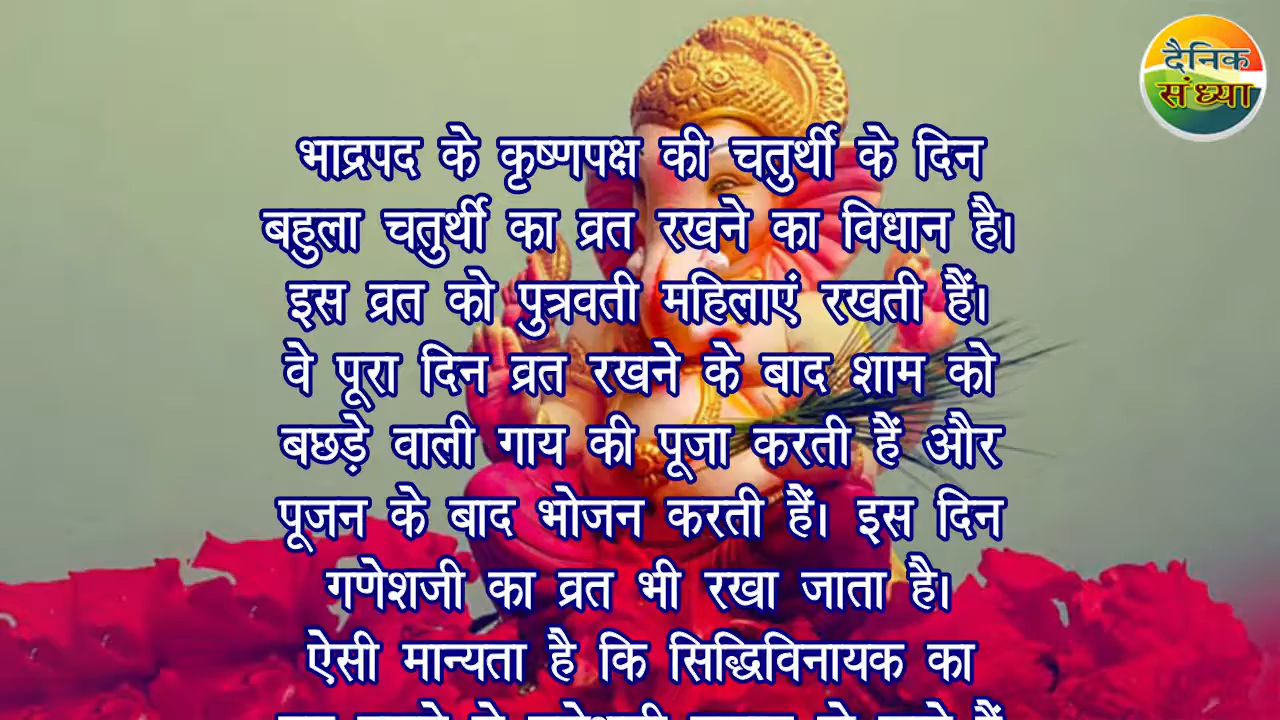 दैनिक
संध्या
भाद्रपद के कृष्णपक्ष की चतुर्थी के दिन
बहुला चतुर्थी का व्रत रखने का विधान है।
इस व्रत को पुत्रवती महिलाएं रखती हैं।
वे पूरा दिन व्रत रखने के बाद शाम को
बछड़े वाली गाय की पूजा करती हैं और
पूजन के बाद भोजन करती हैं। इस दिन
गणेशजी का व्रत भी रखा जाता है।
ऐसी मान्यता है कि सिद्धिविनायक का